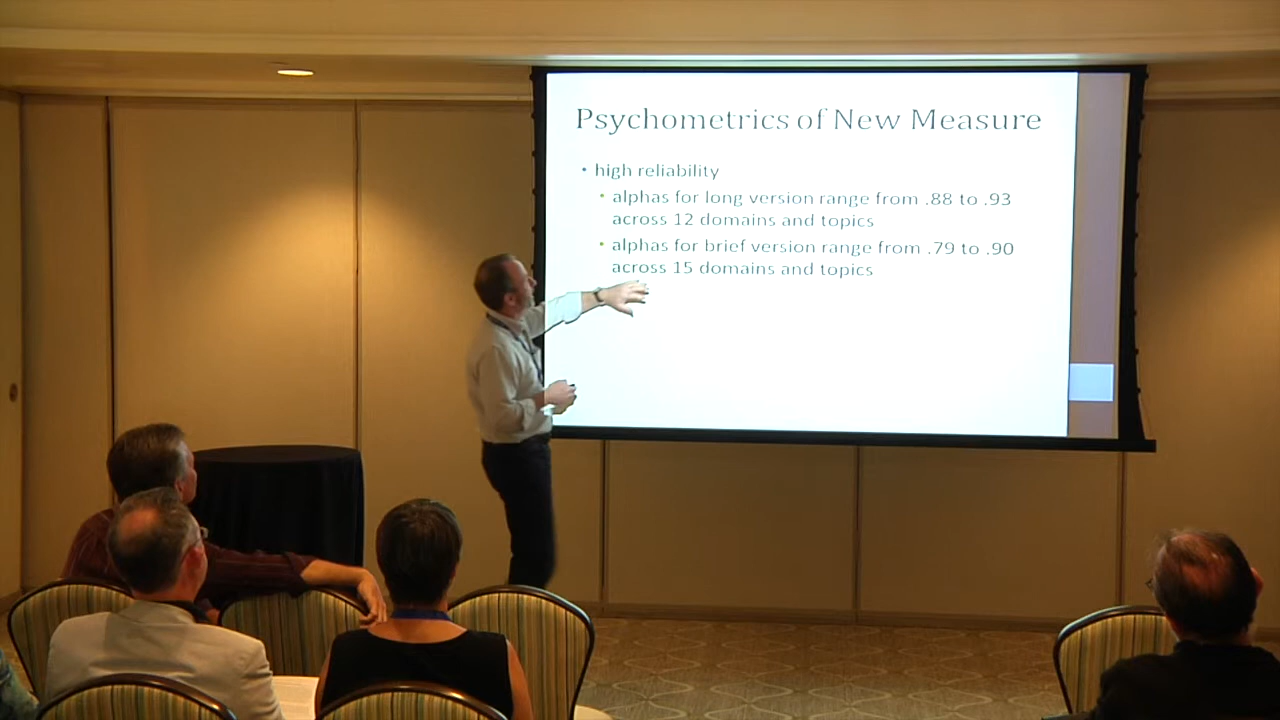 Psychometrics of New Measure
• high reliability
• alphas for long version range from .88 to .93
across 12 domains and topics
• alphas for brief version range from .79 to .90
across 15 domains and topics